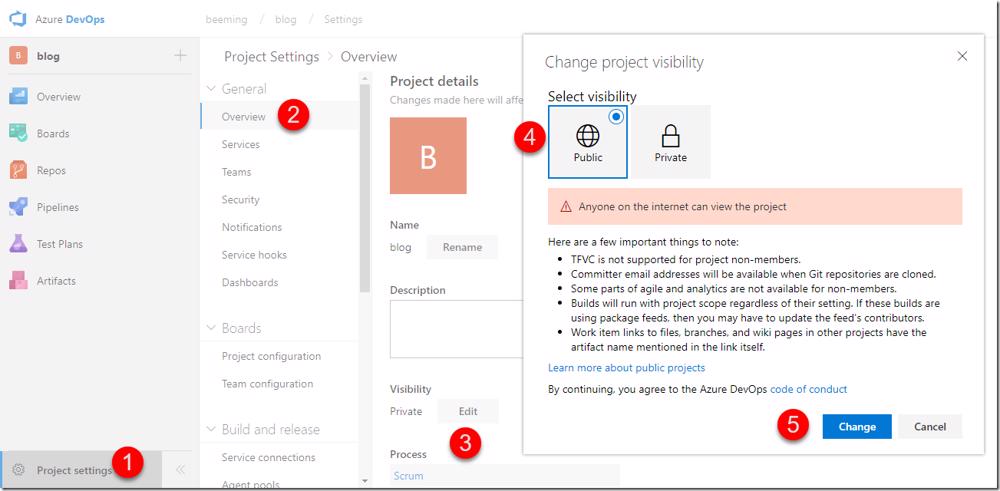 Azure DevOps
beeming / blog / Settings
B blog
Overview
Boards
Repos
Pipelines
Test Plans
Artifacts
Project settings
1
Project Settings > Overview
General
Overview
2
Services
Teams
Security
Notifications
Service hooks
Dashboards
Boards
Project configuration
Team configuration
Build and release
Service connections
Agent pools
Project details
Changes made here will affe
B
Name
blog Rename
Description
Visibility
Private Edit
3
Process
Scrum
Change project visibility
Select visibility
4
Public Private
Anyone on the internet can view the project
Here are a few important things to note:
• TFVC is not supported for project non-members.
• Committer email addresses will be available when Git repositories are cloned.
• Some parts of agile and analytics are not available for non-members.
• Builds will run with project scope regardless of their setting. If these builds are
using package feeds, then you may have to update the feed's contributors.
• Work item links to files, branches, and wiki pages in other projects have the
artifact name mentioned in the link itself.
Learn more about public projects
By continuing, you agree to the Azure DevOps code of conduct
5
Change Cancel